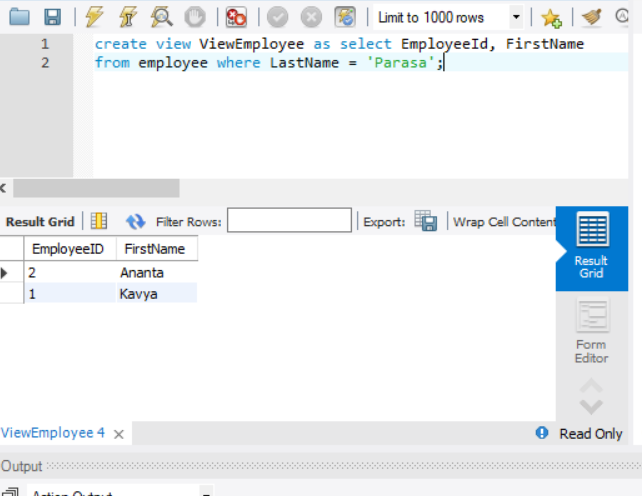 Limit to 1000 rows
1 create view ViewEmployee as select EmployeeId, FirstName
2 from employee where LastName = 'Parasa';
Result Grid Filter Rows: Export: Wrap Cell Content
EmployeeID FirstName
2 Ananta
1 Kavya
Result
Grid
Form
Editor
ViewEmployee 4
Read Only
Output
Action Output